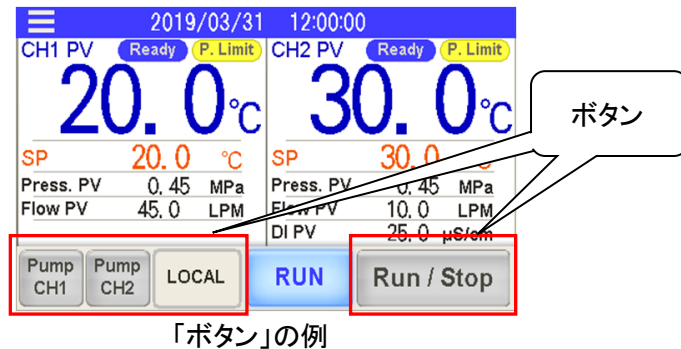 2019/03/31 12:00:00
CH1 PV Ready P. Limit CH2 PV Ready P. Limit
20. 0 ℃ 30. 0 ℃
ボタン
SP 20. 0 ℃ SP 30. 0
Press. PV 0. 45 MPa Press. PV 0. 45 MPa
Flow PV 45. 0 LPM Flow PV 10. 0 LPM
DI PV 25. 0 μS/cm
Pump CH1 Pump CH2 LOCAL RUN Run / Stop
「ボタン」の例